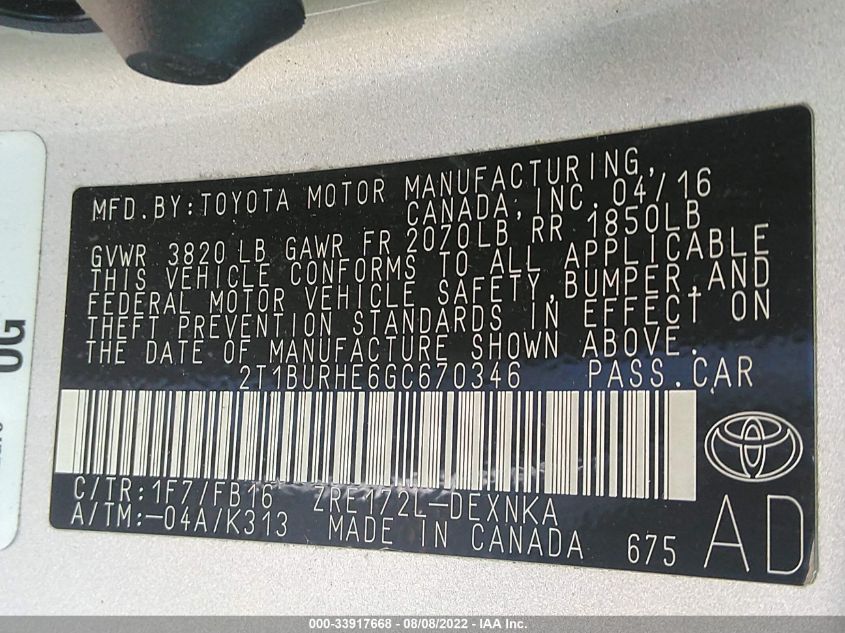 MFD.BY:TOYOTA MOTOR MANUFACTURING,
CANADA,INC. 04/16
GVWR 3820 LB GAWR FR 2070LB RR 1850LB
THIS VEHICLE CONFORMS TO ALL APPLICABLE
FEDERAL MOTOR VEHICLE SAFETY,BUMPER,AND
THEFT PREVENTION STANDARDS IN EFFECT ON
THE DATE OF MANUFACTURE SHOWN ABOVE.
2T1BURHE6GC670346 PASS.CAR
C/TR:1F7/FB16 ZRE172L-DEXNKA
A/TM:-04A/K313 MADE IN CANADA 675
AD
OG
000-33917668 - 08/08/2022 - IAA Inc.